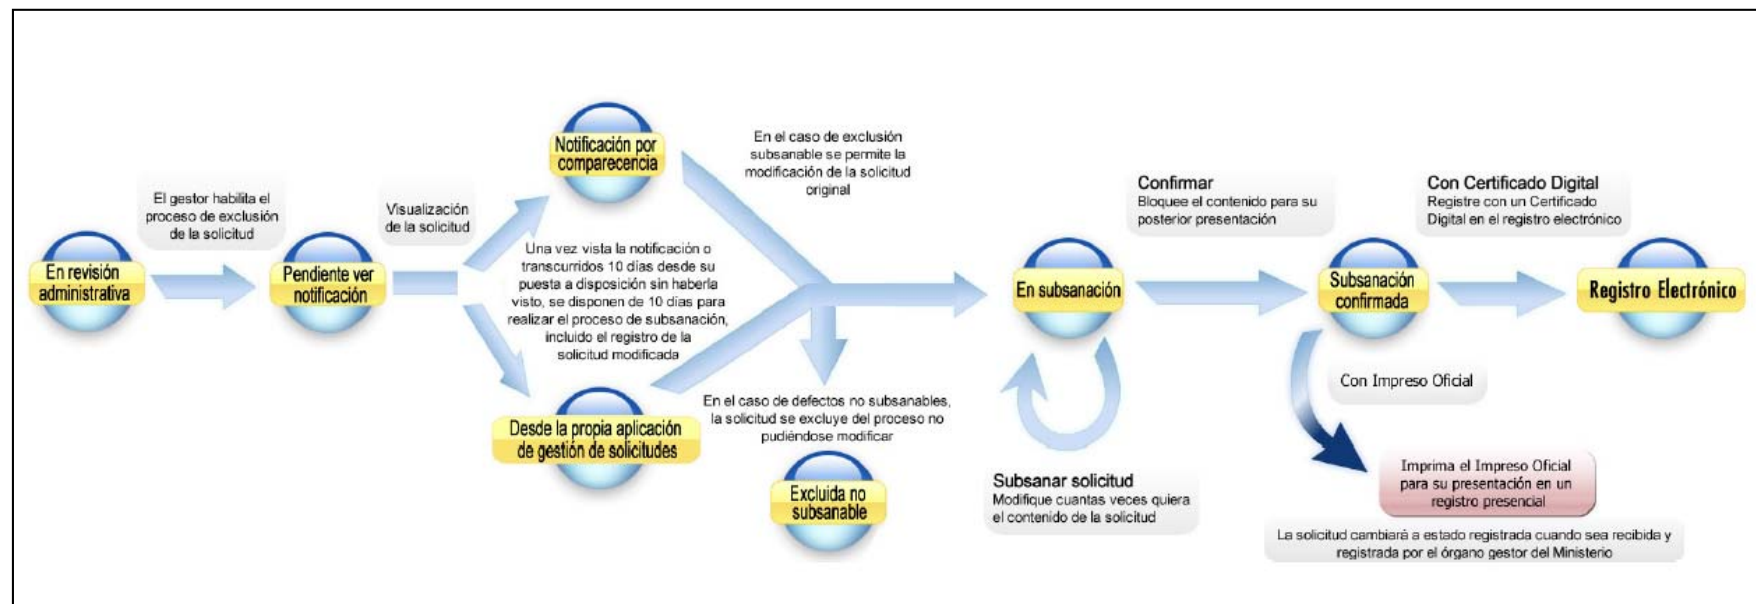 El gestor habilita el
proceso de exclusión
de la solicitud
En revisión
administrativa
Pendiente ver
notificación
Visualización
de la solicitud
Notificación por
comparecencia
Una vez vista la notificación o
transcurridos 10 días desde su
puesta a disposición sin haberla
visto, se disponen de 10 días para
realizar el proceso de subsanación,
incluido el registro de la
solicitud modificada
Desde la propia aplicación
de gestión de solicitudes
En el caso de exclusión
subsanable se permite la
modificación de la solicitud
original
En el caso de defectos no subsanables,
la solicitud se excluye del proceso no
pudiéndose modificar
Excluida no
subsanable
En subsanación
Subsanar solicitud
Modifique cuantas veces quiera
el contenido de la solicitud
Confirmar
Bloquee el contenido para su
posterior presentación
Subsanación
confirmada
Con Certificado Digital
Registre con un Certificado
Digital en el registro electrónico
Registro Electrónico
Con Impreso Oficial
Imprima el Impreso Oficial
para su presentación en un
registro presencial
La solicitud cambiará a estado registrada cuando sea recibida y
registrada por el órgano gestor del Ministerio